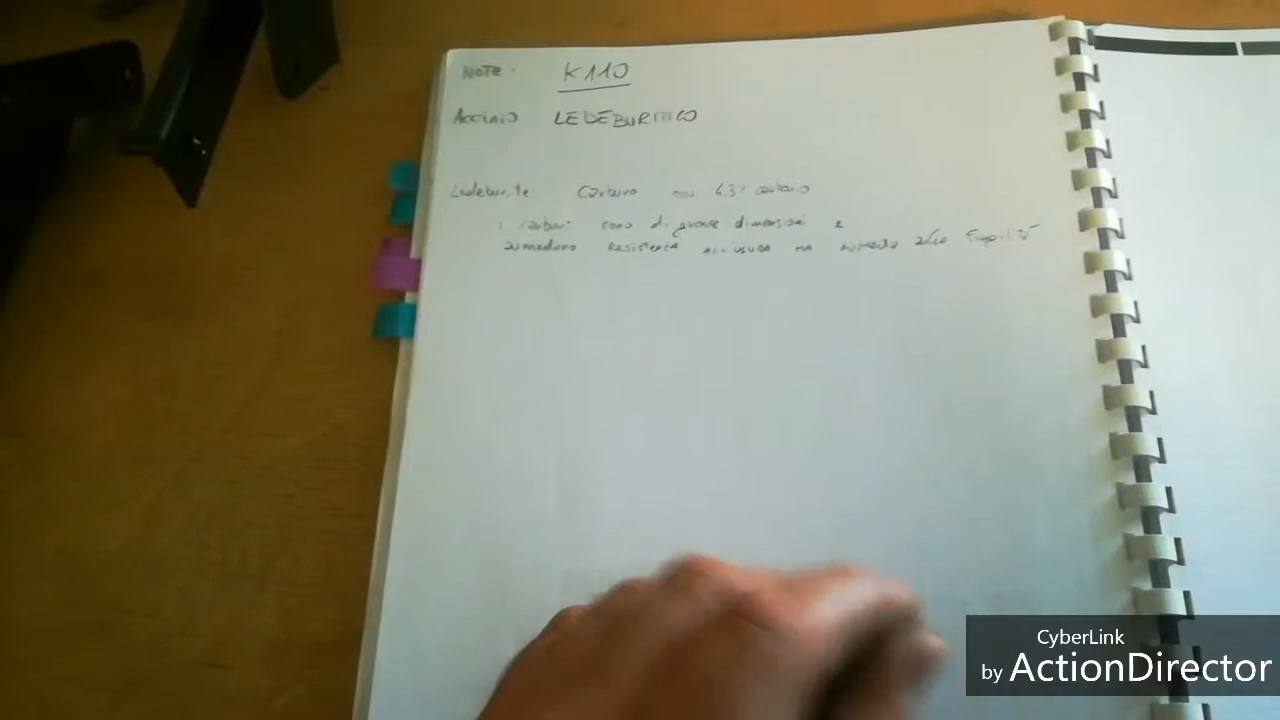 NOTE. K110
ACCIAIO LEDEBURITICO
Ledeburite Carburo con 4,3% carbonio
I carburi sono di grosse dimensioni e
aumentano RESISTENZA ALL'USURA MA
CyberLink
by ActionDirector